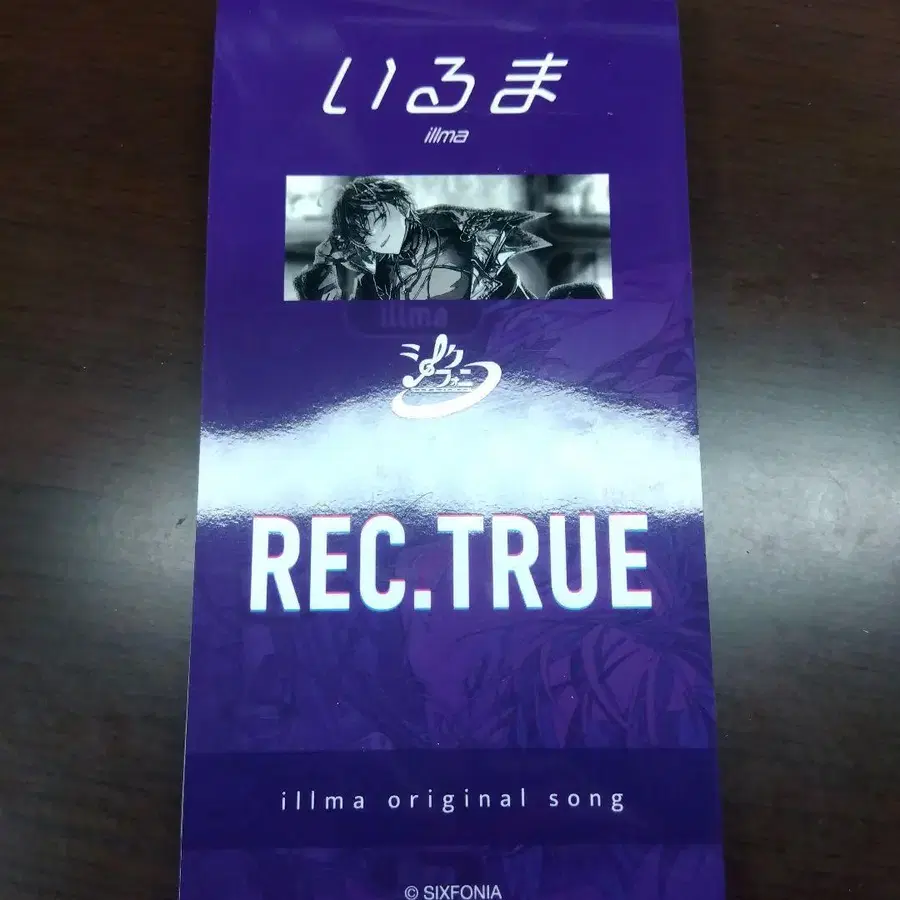 いるま
illma
illma
シクフォニ
REC.TRUE
illma original song
© SIXFONIA